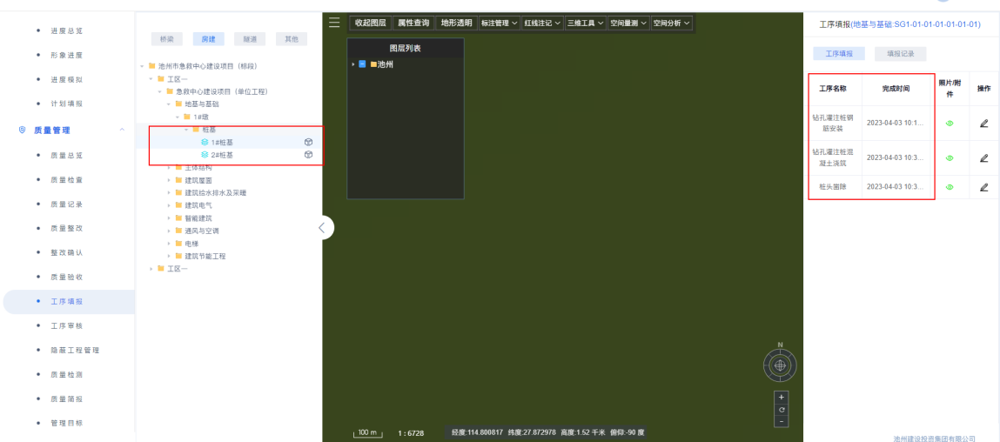 进度总览
形象进度
进度模拟
计划填报
质量管理
质量总览
质量检查
质量记录
质量整改
整改确认
质量验收
工序填报
工序审核
隐蔽工程管理
质量检测
质量简报
管理目标
桥梁 房建 隧道 其他
池州市急救中心建设项目（标段）
工区一
急救中心建设项目（单位工程）
地基与基础
1#墩
桩基
1#桩基
2#桩基
主体结构
建筑屋面
建筑给水排水及采暖
建筑电气
智能建筑
通风与空调
电梯
建筑节能工程
工区一
收起图层 属性查询 地形透明 标注管理 红线注记 三维工具 空间量测 空间分析
图层列表
池州
N
100 m 1 : 6728 经度:114.800817 纬度:27.872978 高度:1.52 千米 俯仰:-90 度
工序填报(地基与基础:SG1-01-01-01-01-01-01)
工序填报 填报记录
工序名称 完成时间 照片/附件 操作
钻孔灌注桩钢筋安装 2023-04-03 10:1...
钻孔灌注桩混凝土浇筑 2023-04-03 10:3...
桩头凿除 2023-04-03 10:3...
池州建设投资集团有限公司